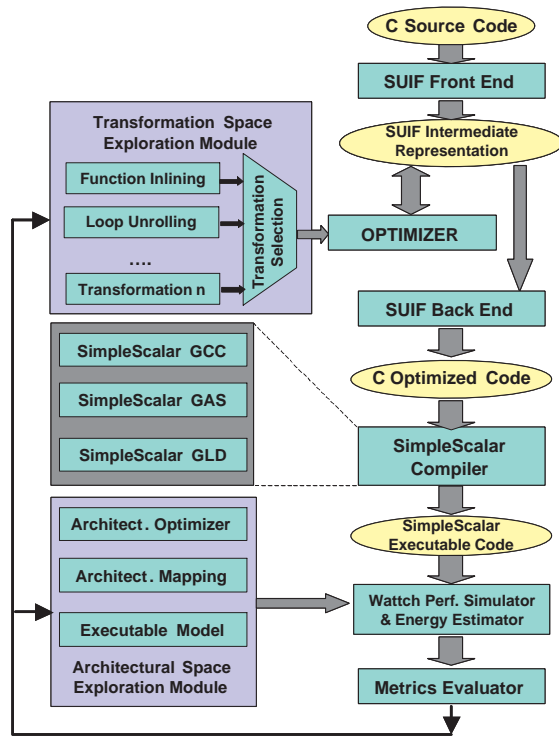 C Source Code
SUIF Front End
SUIF Intermediate
Representation
OPTIMIZER
SUIF Back End
C Optimized Code
SimpleScalar
Compiler
SimpleScalar
Executable Code
Wattch Perf. Simulator
& Energy Estimator
Metrics Evaluator
Transformation Space
Exploration Module
Function Inlining
Loop Unrolling
....
Transformation n
Transformation
Selection
SimpleScalar GCC
SimpleScalar GAS
SimpleScalar GLD
Architect. Optimizer
Architect. Mapping
Executable Model
Architectural Space
Exploration Module